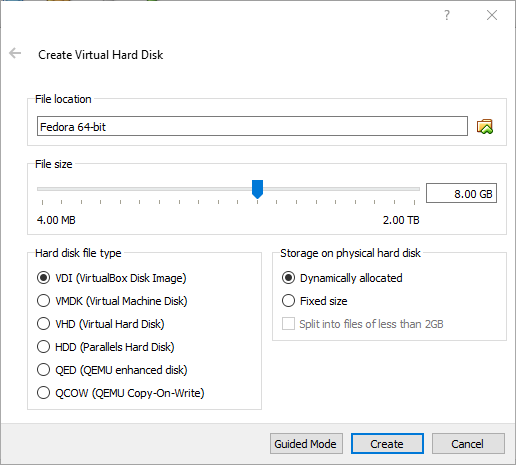 ?
Create Virtual Hard Disk
File location
Fedora 64-bit
File size
8.00 GB
4.00 MB 2.00 TB
Hard disk file type
VDI (VirtualBox Disk Image)
VMDK (Virtual Machine Disk)
VHD (Virtual Hard Disk)
HDD (Parallels Hard Disk)
QED (QEMU enhanced disk)
QCOW (QEMU Copy-On-Write)
Storage on physical hard disk
Dynamically allocated
Fixed size
Split into files of less than 2GB
Guided Mode Create Cancel